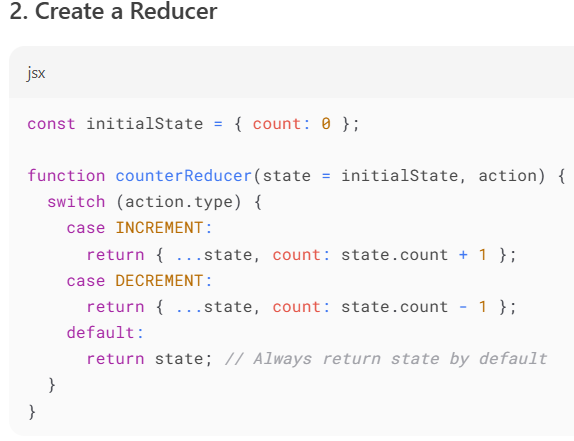 2. Create a Reducer
jsx
const initialState = { count: 0 };
function counterReducer(state = initialState, action) {
  switch (action.type) {
    case INCREMENT:
      return { ...state, count: state.count + 1 };
    case DECREMENT:
      return { ...state, count: state.count - 1 };
    default:
      return state; // Always return state by default
  }
}